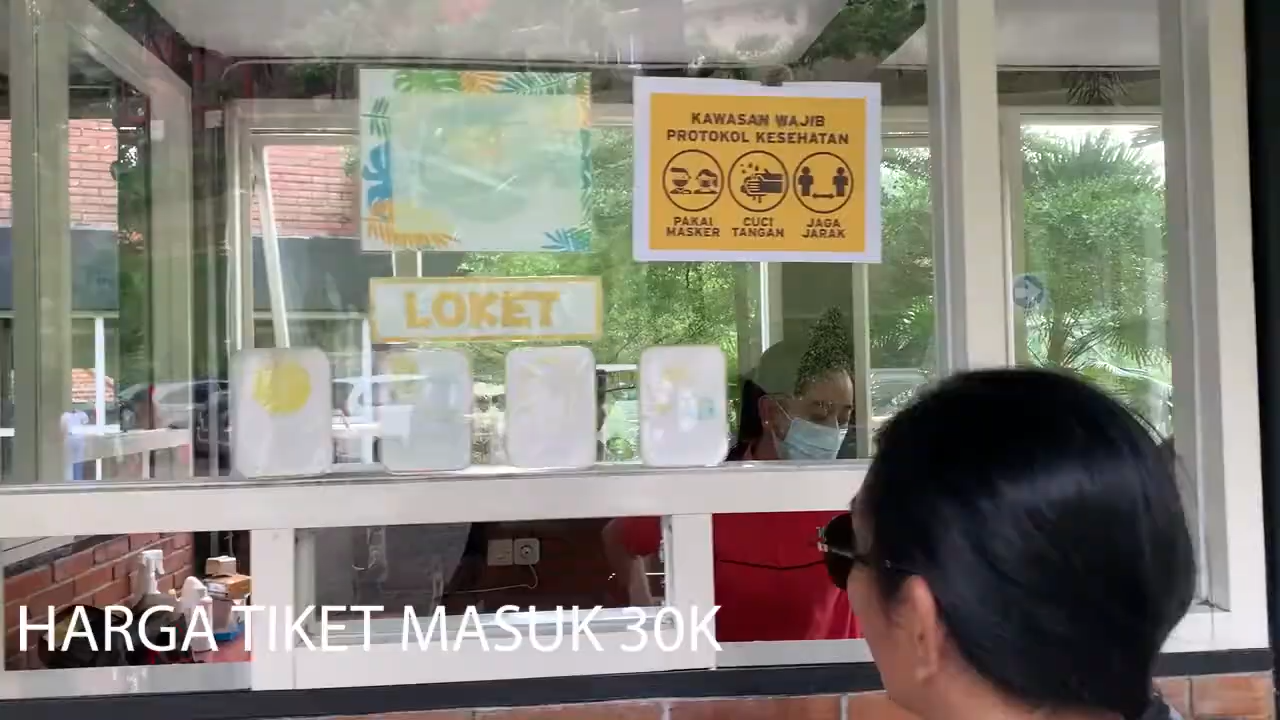 KAWASAN WAJIB
PROTOKOL KESEHATAN
PAKAI
MASKER
CUCI
TANGAN
JAGA
JARAK
LOKET
HARGA TIKET MASUK 30K